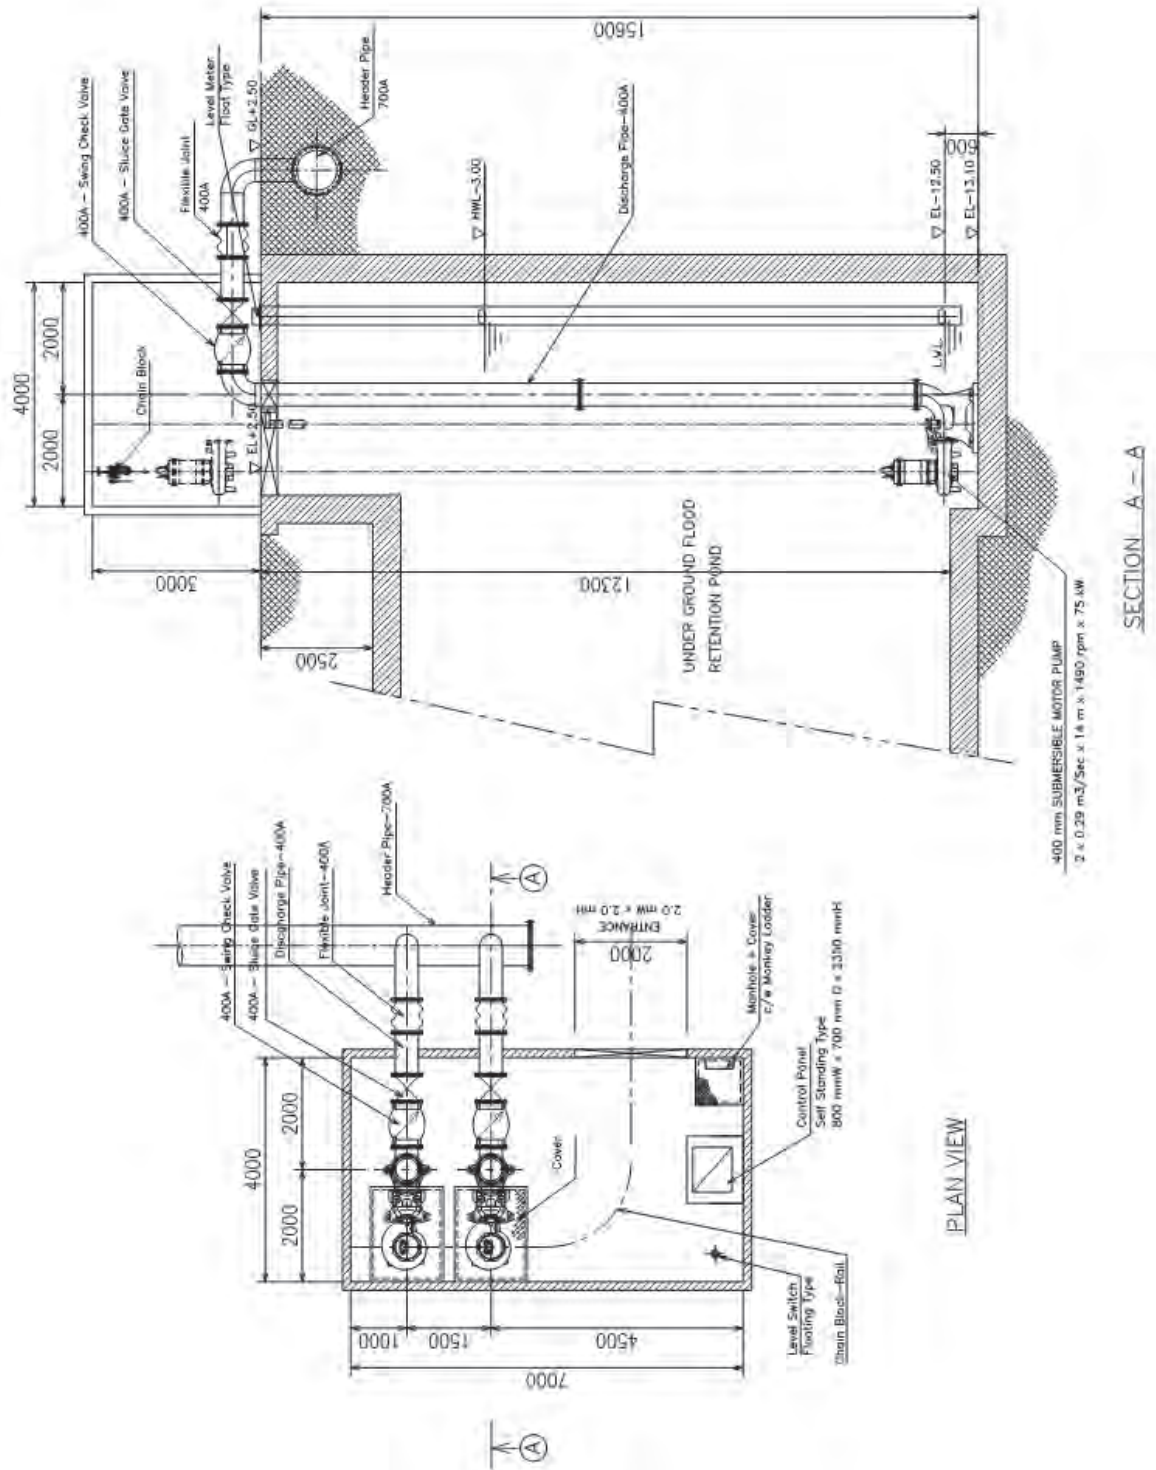 15600
400A - Swing Check Valve
400A - Sluice Gate Valve
Flexible Joint
400A
Level Meter
Float Type
▽ GL+2.50
Header Pipe
700A
4000
2000
2000
Chain Block
▽ EL+2.50
▽ HWL-3.00
Discharge Pipe-400A
▽ EL-12.50
▽ EL-13.10
600
3000
2500
12300
UNDER GROUND FLOOD
RETENTION POND
400 mm SUBMERSIBLE MOTOR PUMP
2 x 0.29 m3/Sec x 14 m x 1490 rpm x 75 kW
SECTION A - A
400A - Swing Check Valve
400A - Sluice Gate Valve
Discgharge Pipe-400A
Flexible Joint-400A
Header Pipe-700A
4000
2000
2000
Cover
A
A
ENTRANCE
2.0 mW x 2.0 mH
2000
Manhole & Cover
c/w Monkey Ladder
Control Panel
Self Standing Type
800 mmW x 700 mm D x 2350 mmH
Level Switch
Floating Type
Chain Block-Rail
1000
1500
4500
7000
PLAN VIEW